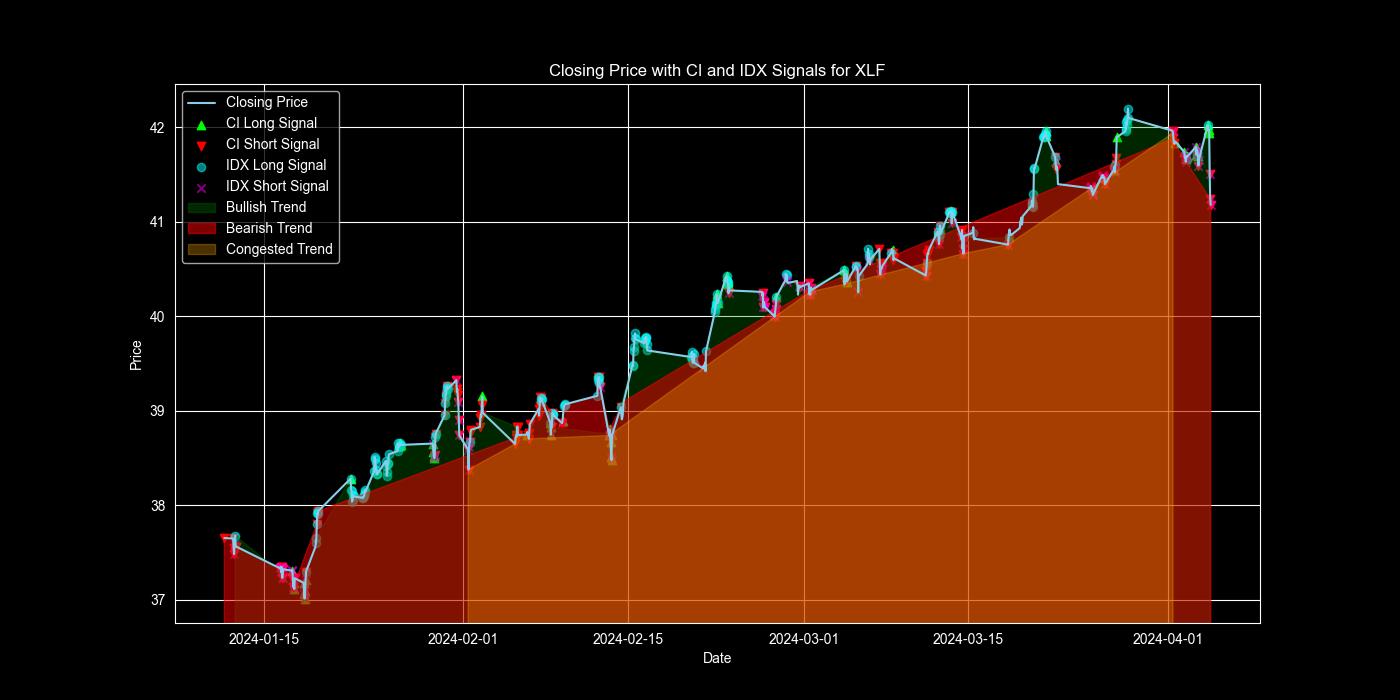 Closing Price with CI and IDX Signals for XLF
Closing Price
CI Long Signal
CI Short Signal
IDX Long Signal
IDX Short Signal
Bullish Trend
Bearish Trend
Congested Trend
42
41
40
39
38
37
Price
2024-01-15
2024-02-01
2024-02-15
2024-03-01
2024-03-15
2024-04-01
Date